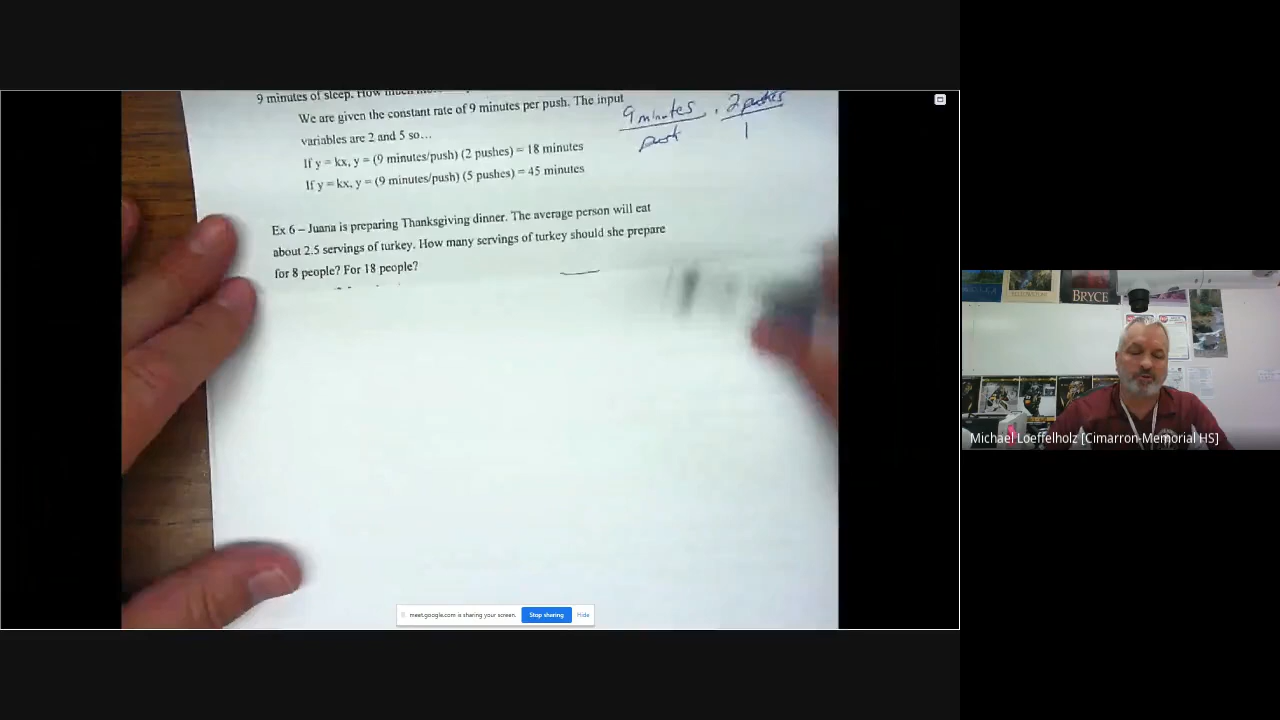 9 minutes of sleep. How much more
We are given the constant rate of 9 minutes per push. The input
variables are 2 and 5 so…
If y = kx, y = (9 minutes/push) (2 pushes) = 18 minutes
If y = kx, y = (9 minutes/push) (5 pushes) = 45 minutes
9 minutes . 2 pushes
push 1
Ex 6 – Juana is preparing Thanksgiving dinner. The average person will eat
about 2.5 servings of turkey. How many servings of turkey should she prepare
for 8 people? For 18 people?
meet.google.com is sharing your screen. Stop sharing Hide
BRYCE
Michael Loeffelholz [Cimarron-Memorial HS]